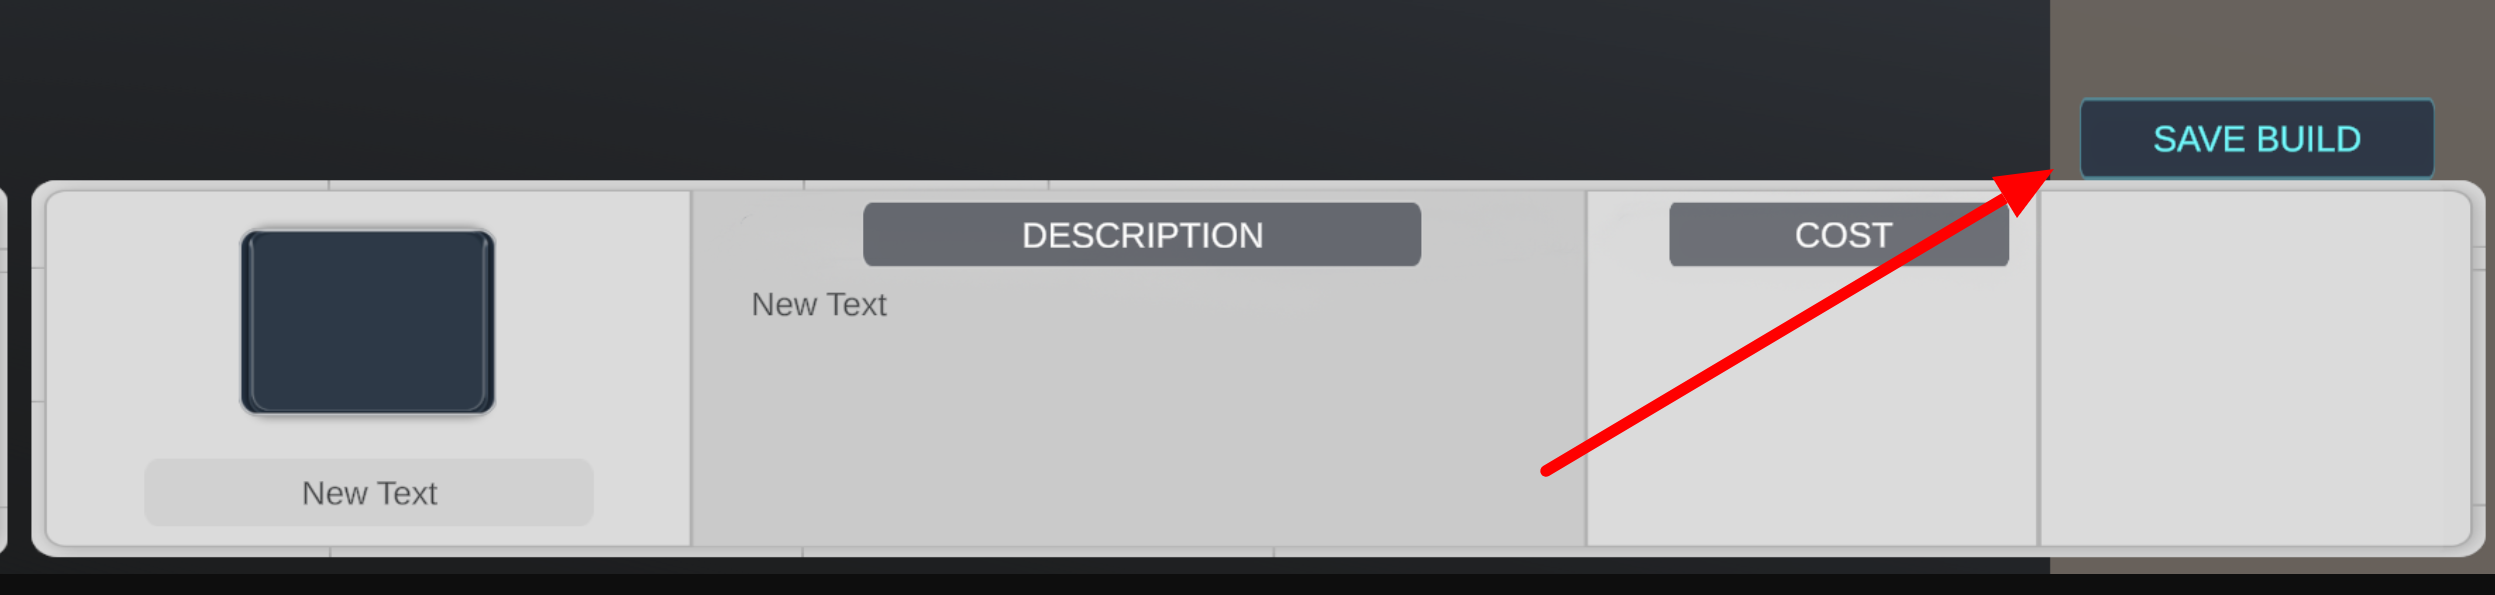 SAVE BUILD
DESCRIPTION
COST
New Text
New Text